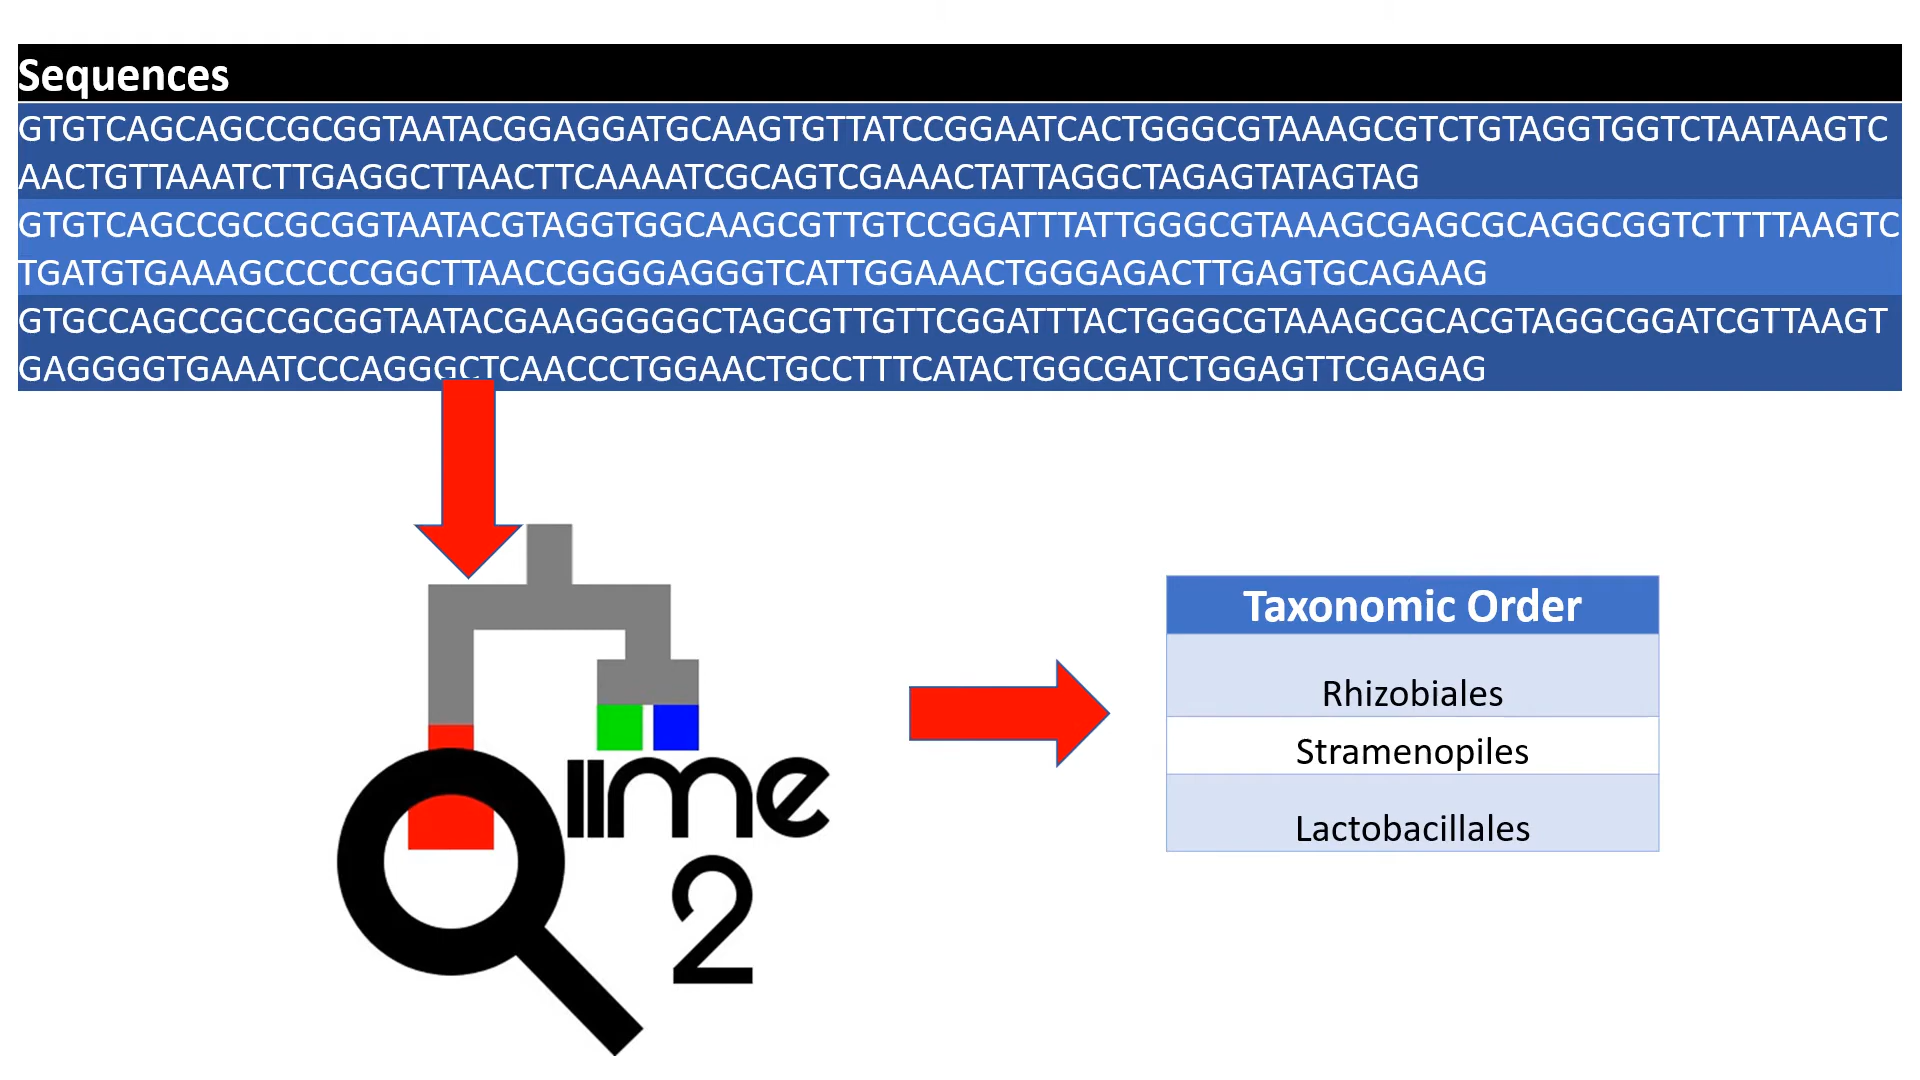 Sequences
GTGTCAGCAGCCGCGGTAATACGGAGGATGCAAGTGTTATCCGGAATCACTGGGCGTAAAGCGTCTGTAGGTGGTCTAATAAGTC
AACTGTTAAATCTTGAGGCTTAACTTCAAAATCGCAGTCGAAACTATTAGGCTAGAGTATAGTAG
GTGTCAGCCGCCGCGGTAATACGTAGGTGGCAAGCGTTGTCCGGATTTATTGGGCGTAAAGCGAGCGCAGGCGGTCTTTTAAGTC
TGATGTGAAAGCCCCCGGCTTAACCGGGGAGGGTCATTGGAAACTGGGAGACTTGAGTGCAGAAG
GTGCCAGCCGCCGCGGTAATACGAAGGGGGCTAGCGTTGTTCGGATTTACTGGGCGTAAAGCGCACGTAGGCGGATCGTTAAGT
GAGGGGTGAAATCCCAGGGCTCAACCCTGGAACTGCCTTTCATACTGGCGATCTGGAGTTCGAGAG
Qiime
2
Taxonomic Order
Rhizobiales
Stramenopiles
Lactobacillales